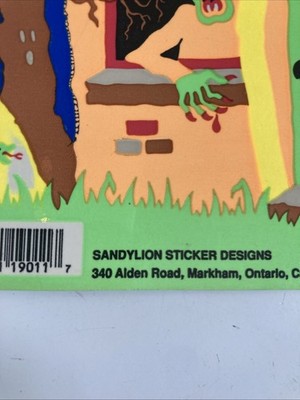 SANDYLION STICKER DESIGNS
340 Alden Road, Markham, Ontario, C
19011 7